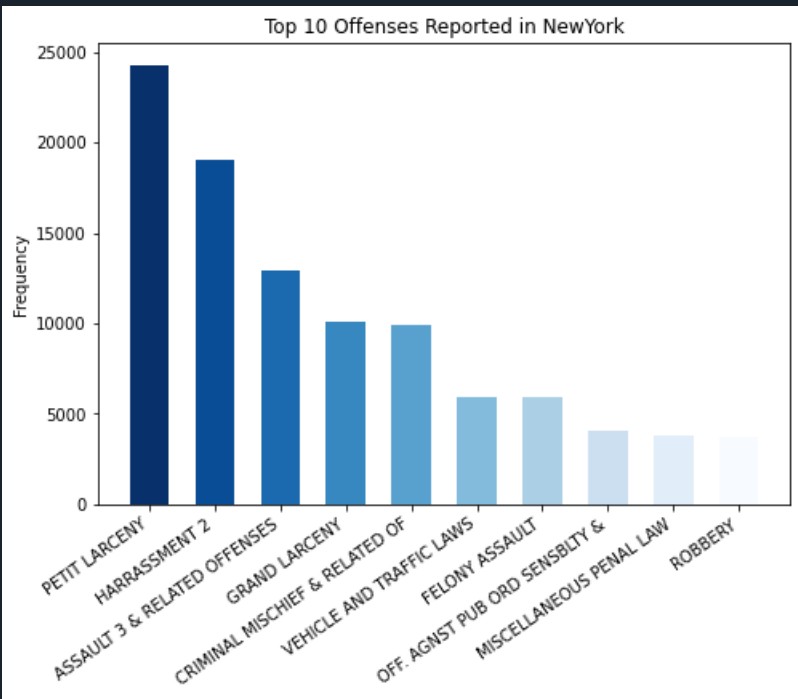 Top 10 Offenses Reported in NewYork
Frequency
25000
20000
15000
10000
5000
0
PETIT LARCENY
HARRASSMENT 2
ASSAULT 3 & RELATED OFFENSES
GRAND LARCENY
CRIMINAL MISCHIEF & RELATED OF
VEHICLE AND TRAFFIC LAWS
FELONY ASSAULT
OFF. AGNST PUB ORD SENSBLTY &
MISCELLANEOUS PENAL LAW
ROBBERY